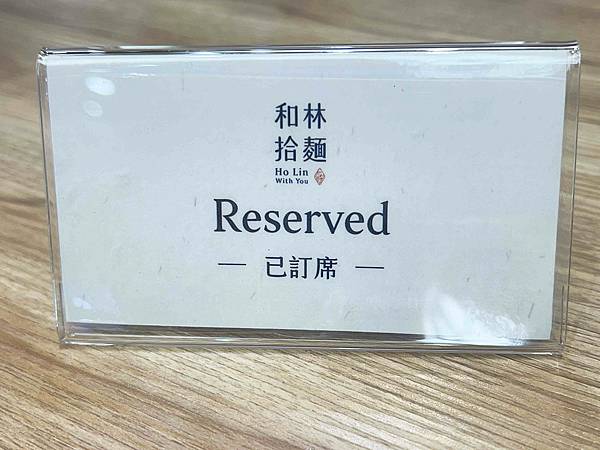 和林
拾麵
Ho Lin
With You
Reserved
— 已訂席 —